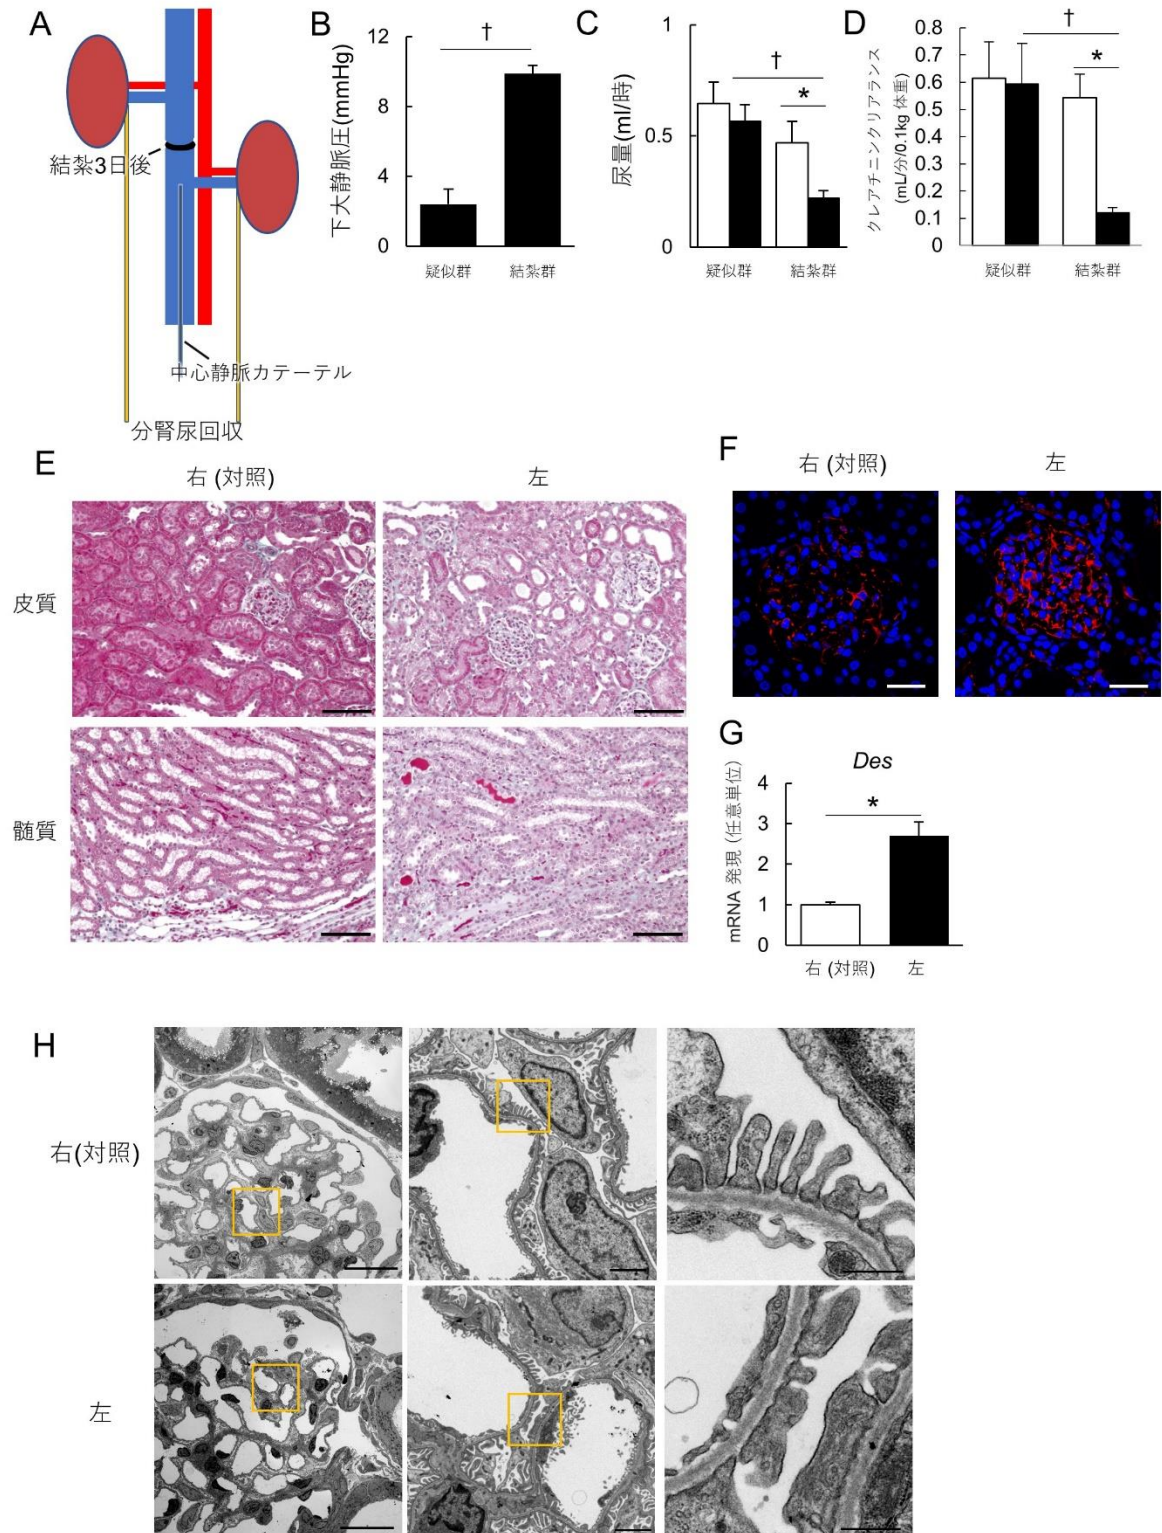 A
結紮3日後
中心静脈カテーテル
分腎尿回収
B
†
下大静脈圧(mmHg)
12
8
4
0
疑似群
結紮群
C
†
*
尿量(ml/時)
1
0.5
0
疑似群
結紮群
D
†
*
クレアチニンクリアランス
(mL/分/0.1kg 体重)
0.8
0.7
0.6
0.5
0.4
0.3
0.2
0.1
0
疑似群
結紮群
E
右 (対照)
左
皮質
髄質
F
右 (対照)
左
G
Des
*
mRNA 発現 (任意単位)
4
3
2
1
0
右 (対照)
左
H
右(対照)
左